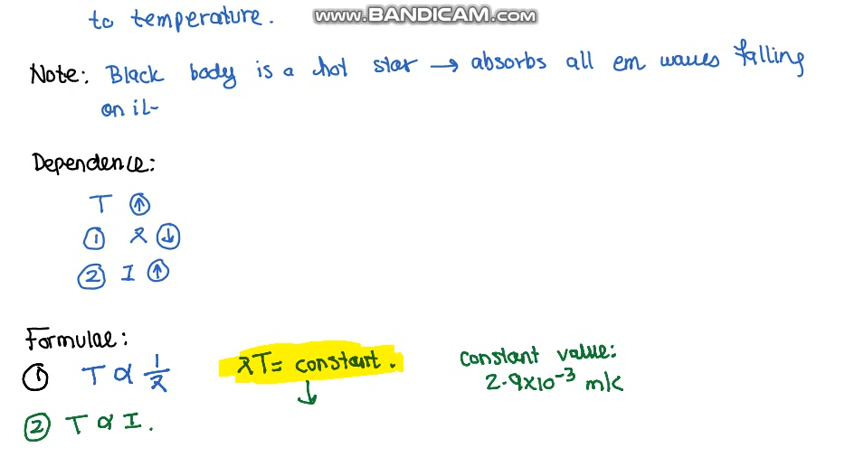 www.BANDICAM.com
to temperature.
Note: Black body is a hot star → absorbs all em waves falling
on it
Dependence:
T ↑
① λ ↓
② I ↑
Formulae:
① T α 1/λ
λT = constant.
↓
constant value:
2.9x10⁻³ mk
② T α I.